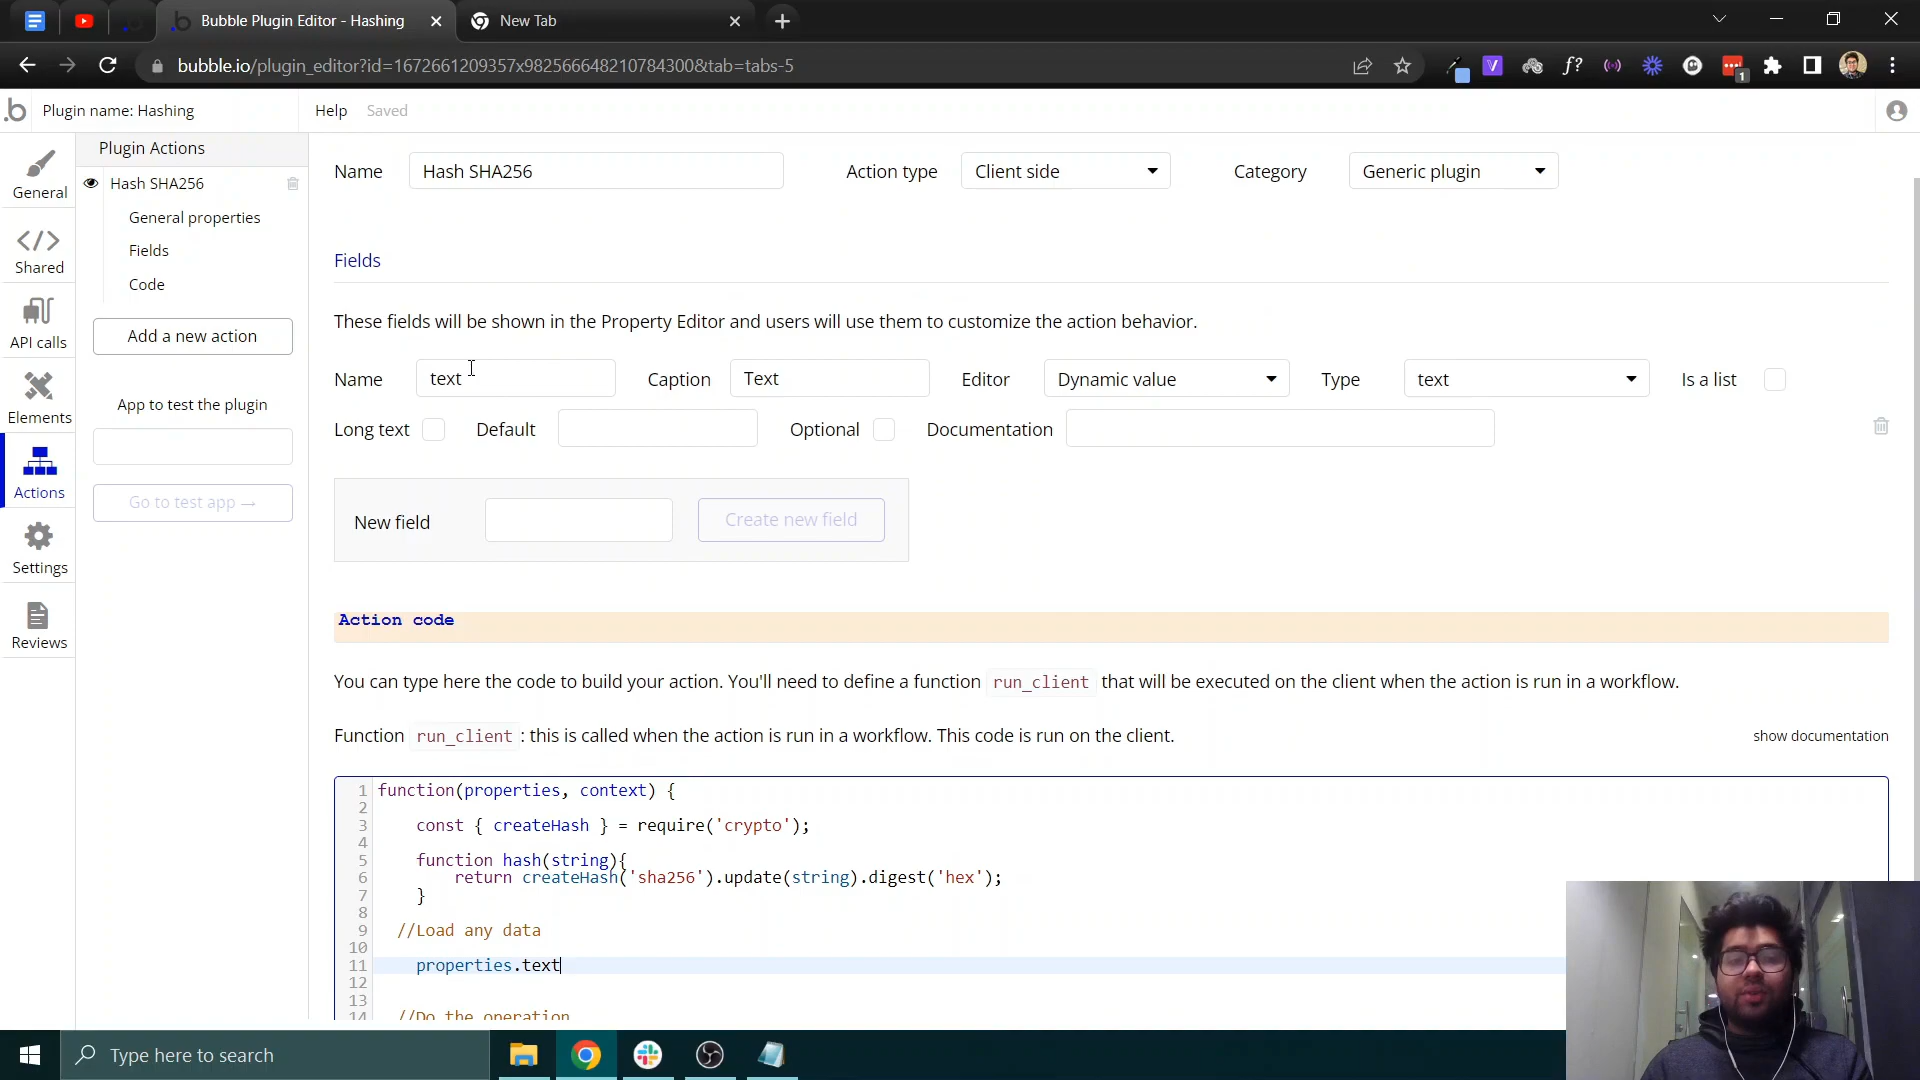 Bubble Plugin Editor - Hashing
New Tab
bubble.io/plugin_editor?id=1672661209357x982566648210784300&tab=tabs-5
1
Plugin name: Hashing
Help
Saved
General
Shared
API calls
Elements
Actions
Settings
Reviews
Plugin Actions
Hash SHA256
General properties
Fields
Code
Add a new action
App to test the plugin
Go to test app →
Name
Hash SHA256
Action type
Client side
Category
Generic plugin
Fields
These fields will be shown in the Property Editor and users will use them to customize the action behavior.
Name
text
Caption
Text
Editor
Dynamic value
Type
text
Is a list
Long text
Default
Optional
Documentation
New field
Create new field
Action code
You can type here the code to build your action. You'll need to define a function run_client that will be executed on the client when the action is run in a workflow.
Function run_client : this is called when the action is run in a workflow. This code is run on the client.
show documentation
1 function(properties, context) {
2
3 const { createHash } = require('crypto');
4
5 function hash(string){
6 return createHash('sha256').update(string).digest('hex');
7 }
8
9 //Load any data
10
11 properties.text
12
13
14 //Do the operation
Type here to search